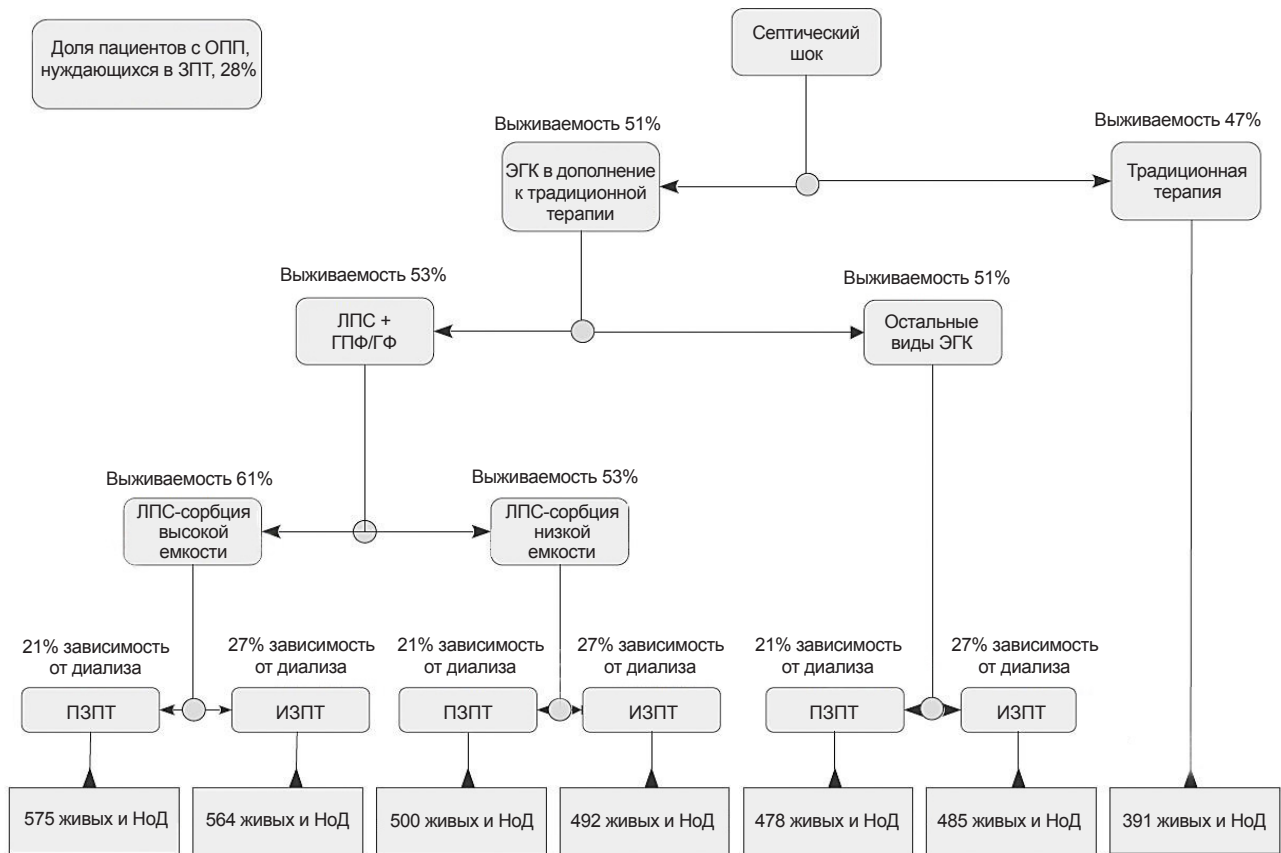 Доля пациентов с ОПП,
нуждающихся в ЗПТ, 28%
Септический
шок
Выживаемость 51%
Выживаемость 47%
ЭГК в дополнение
к традиционной
терапии
Традиционная
терапия
Выживаемость 53%
Выживаемость 51%
ЛПС +
ГПФ/ГФ
Остальные
виды ЭГК
Выживаемость 61%
Выживаемость 53%
ЛПС-сорбция
высокой
емкости
ЛПС-сорбция
низкой
емкости
21% зависимость
от диализа
27% зависимость
от диализа
21% зависимость
от диализа
27% зависимость
от диализа
21% зависимость
от диализа
27% зависимость
от диализа
ПЗПТ
ИЗПТ
ПЗПТ
ИЗПТ
ПЗПТ
ИЗПТ
575 живых и НоД
564 живых и НоД
500 живых и НоД
492 живых и НоД
478 живых и НоД
485 живых и НоД
391 живых и НоД